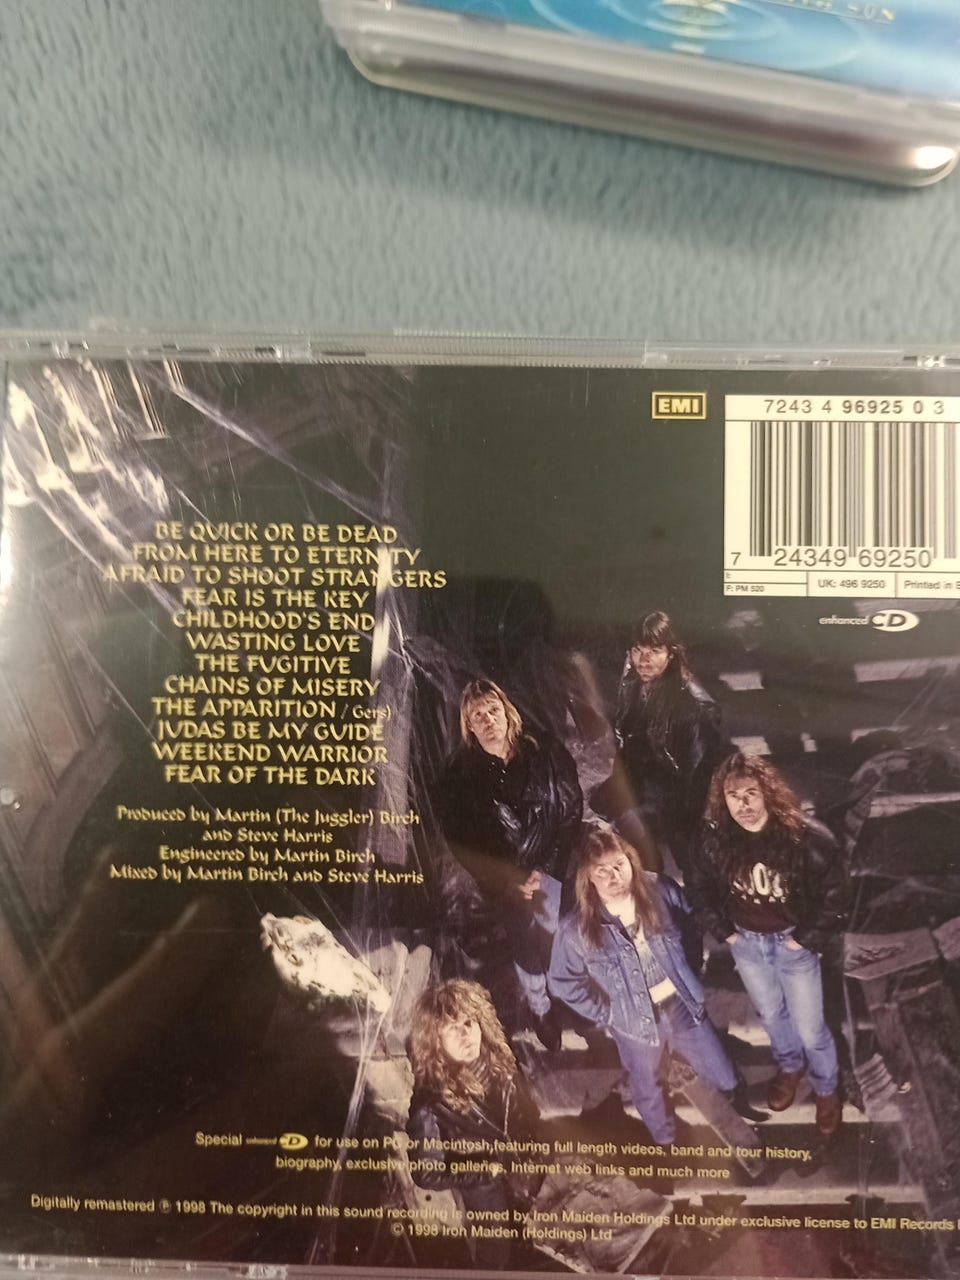 SUN
EMI
7243 4 96925 0 3
7 24349 69250
F: PM 520
UK: 496 9250
Printed in
enhanced CD
BE QUICK OR BE DEAD
FROM HERE TO ETERNITY
AFRAID TO SHOOT STRANGERS
FEAR IS THE KEY
CHILDHOOD'S END
WASTING LOVE
THE FUGITIVE
CHAINS OF MISERY
THE APPARITION / Gers)
JUDAS BE MY GUIDE
WEEKEND WARRIOR
FEAR OF THE DARK
Produced by Martin (The Juggler) Birch
and Steve Harris
Engineered by Martin Birch
Mixed by Martin Birch and Steve Harris
Special enhanced CD for use on PC or Macintosh,featuring full length videos, band and tour history,
biography, exclusive photo galleries, Internet web links and much more
Digitally remastered ℗ 1998 The copyright in this sound recording is owned by Iron Maiden Holdings Ltd under exclusive license to EMI Records
© 1998 Iron Maiden (Holdings) Ltd